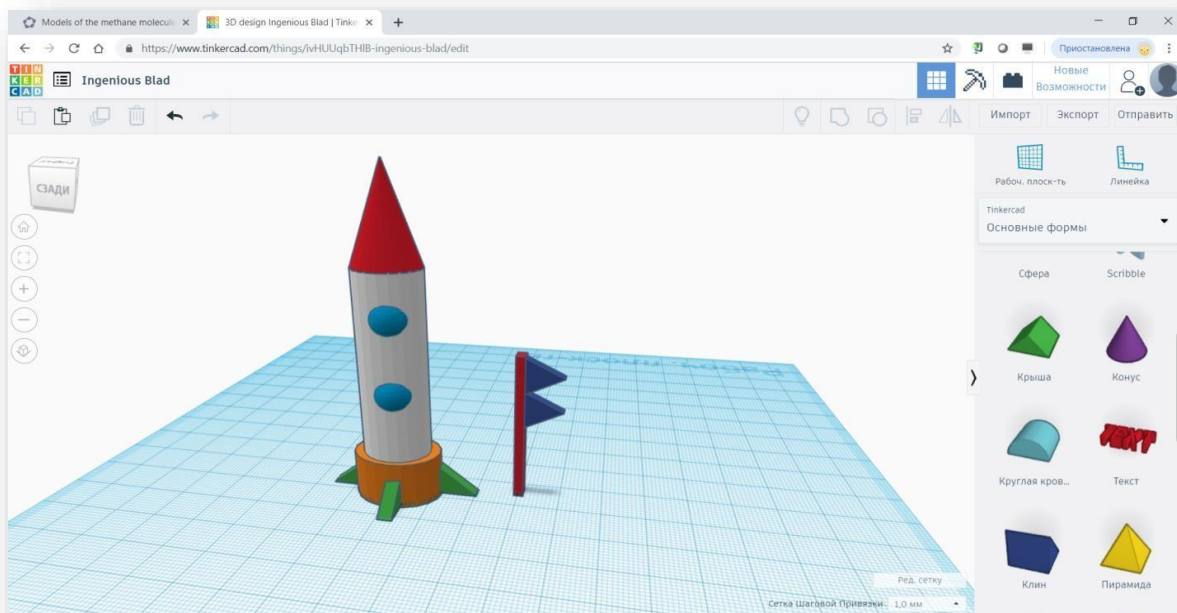 Models of the methane molecul
3D design Ingenious Blad | Tinke
https://www.tinkercad.com/things/ivHUUqbTHlB-ingenious-blad/edit
Приостановлена
TIN
KER
CAD
Ingenious Blad
Новые
Возможности
Импорт Экспорт Отправить
СЗАДИ
Рабоч. плоск-ть Линейка
Tinkercad
Основные формы
Сфера Scribble
Крыша Конус
TEXT
Круглая кров... Текст
Клин Пирамида
Ред. сетку
Сетка Шаговой Привязки 1,0 мм